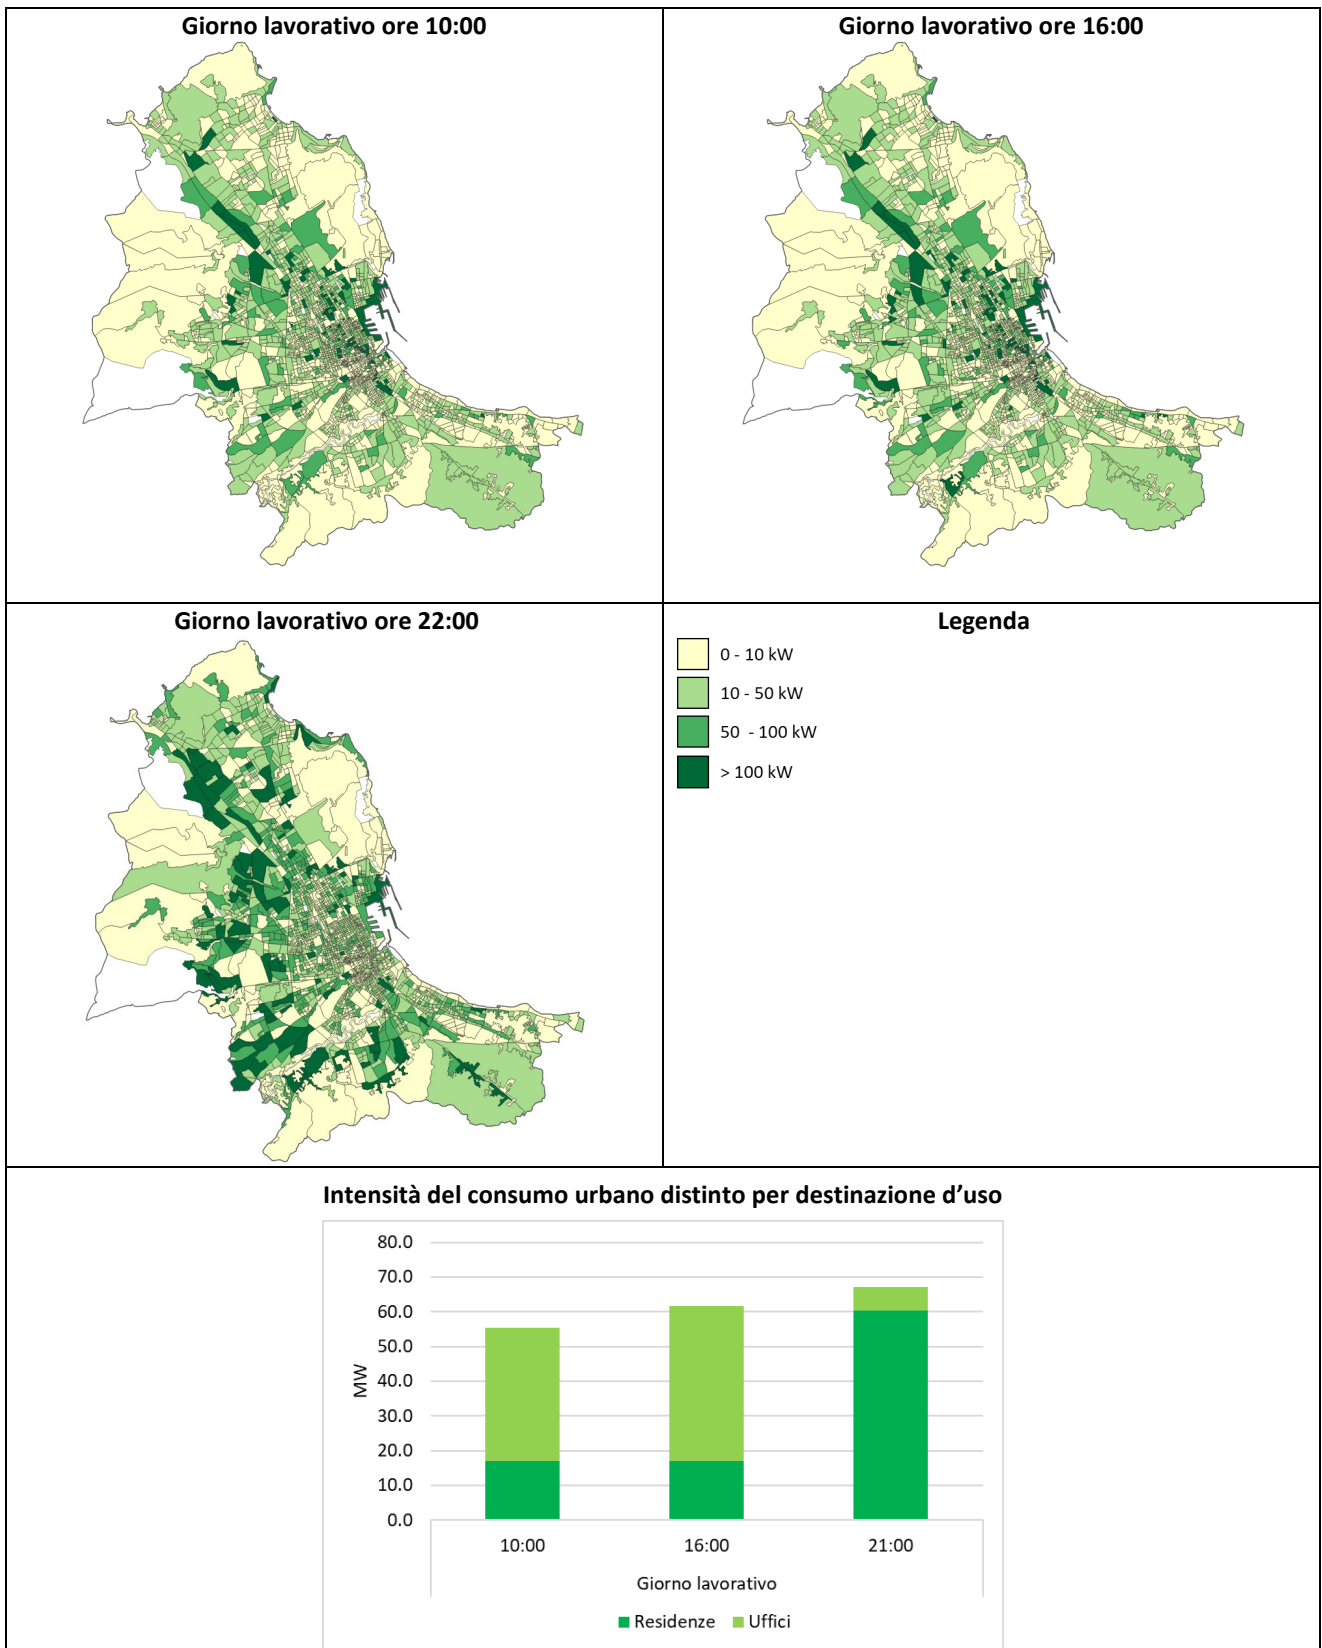 Giorno lavorativo ore 10:00
Giorno lavorativo ore 16:00
Giorno lavorativo ore 22:00
Legenda
0 - 10 kW
10 - 50 kW
50 - 100 kW
> 100 kW
Intensità del consumo urbano distinto per destinazione d’uso
80.0
70.0
60.0
50.0
40.0
30.0
20.0
10.0
0.0
MW
10:00
16:00
21:00
Giorno lavorativo
Residenze
Uffici